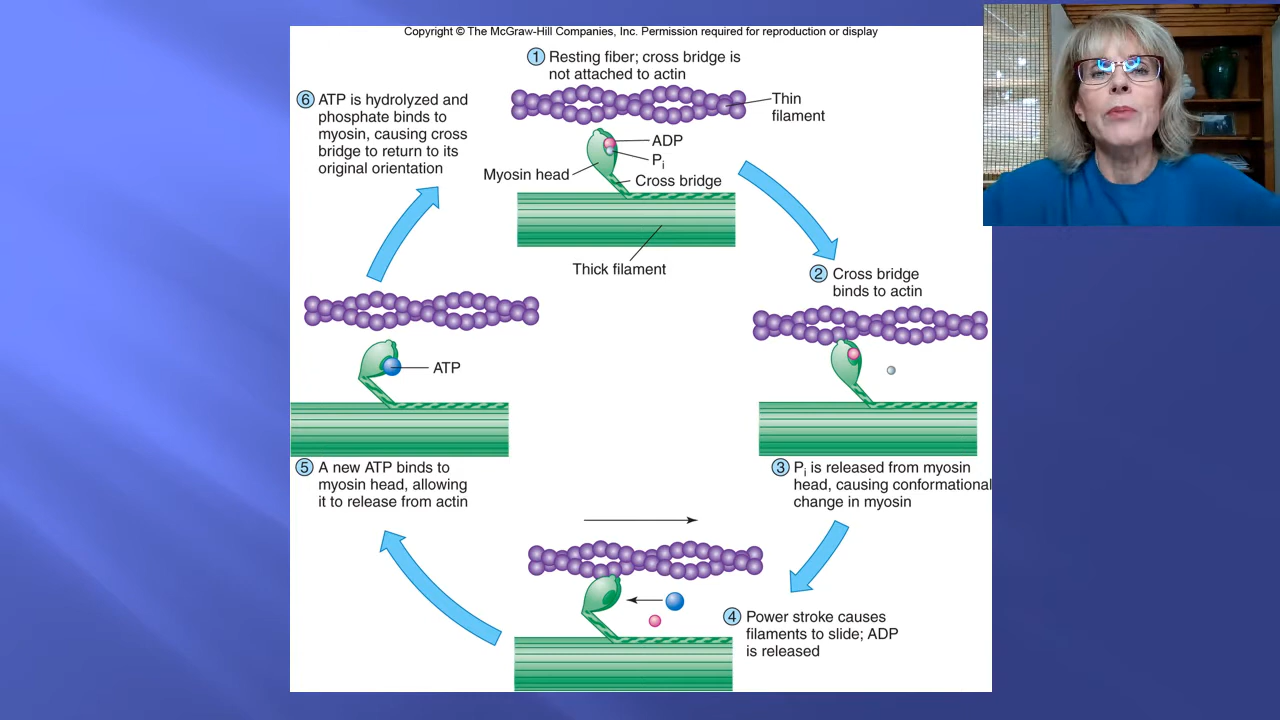 Copyright © The McGraw-Hill Companies, Inc. Permission required for reproduction or display
1 Resting fiber; cross bridge is
not attached to actin
Thin
filament
ADP
Pi
Myosin head
Cross bridge
Thick filament
2 Cross bridge
binds to actin
3 Pi is released from myosin
head, causing conformational
change in myosin
4 Power stroke causes
filaments to slide; ADP
is released
5 A new ATP binds to
myosin head, allowing
it to release from actin
ATP
6 ATP is hydrolyzed and
phosphate binds to
myosin, causing cross
bridge to return to its
original orientation